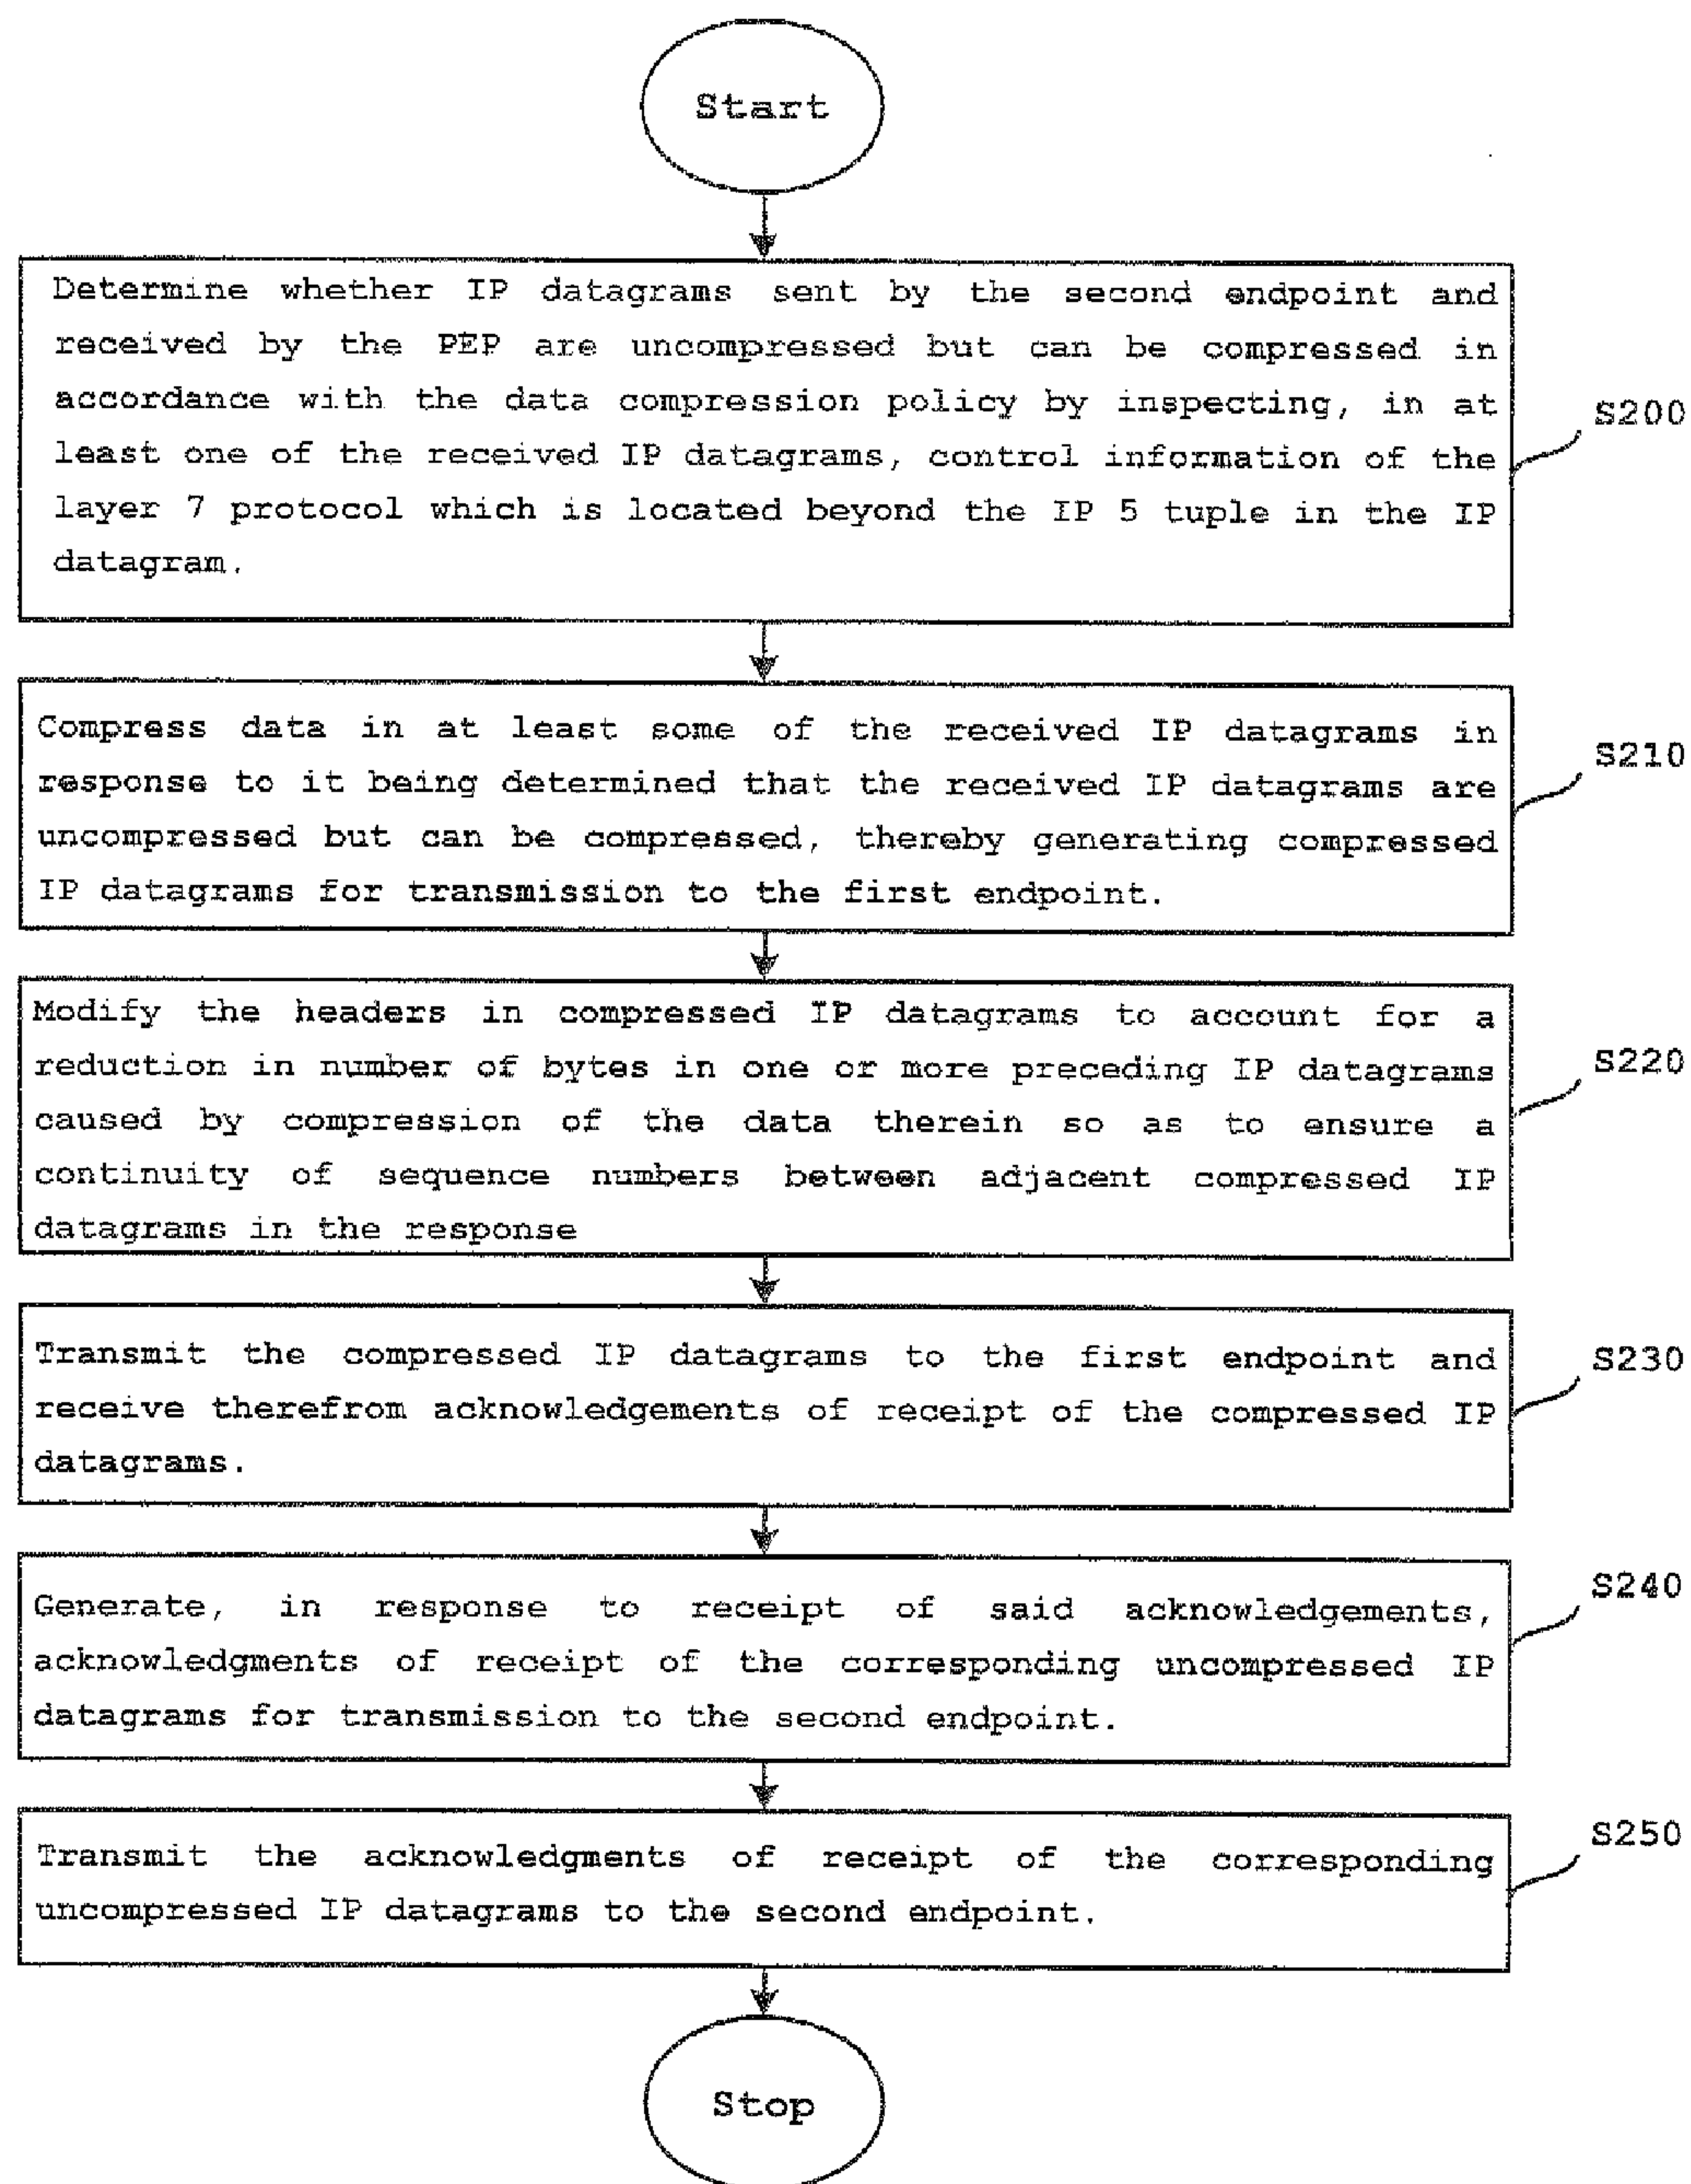 Start
Determine whether IP datagrams sent by the second endpoint and
received by the PEP are uncompressed but can be compressed in
accordance with the data compression policy by inspecting, in at
least one of the received IP datagrams, control information of the
layer 7 protocol which is located beyond the IP 5 tuple in the IP
datagram.
S200
Compress data in at least some of the received IP datagrams in
response to it being determined that the received IP datagrams are
uncompressed but can be compressed, thereby generating compressed
IP datagrams for transmission to the first endpoint.
S210
Modify the headers in compressed IP datagrams to account for a
reduction in number of bytes in one or more preceding IP datagrams
caused by compression of the data therein so as to ensure a
continuity of sequence numbers between adjacent compressed IP
datagrams in the response
S220
Transmit the compressed IP datagrams to the first endpoint and
receive therefrom acknowledgements of receipt of the compressed IP
datagrams.
S230
Generate, in response to receipt of said acknowledgements,
acknowledgments of receipt of the corresponding uncompressed IP
datagrams for transmission to the second endpoint.
S240
Transmit the acknowledgments of receipt of the corresponding
uncompressed IP datagrams to the second endpoint.
S250
Stop